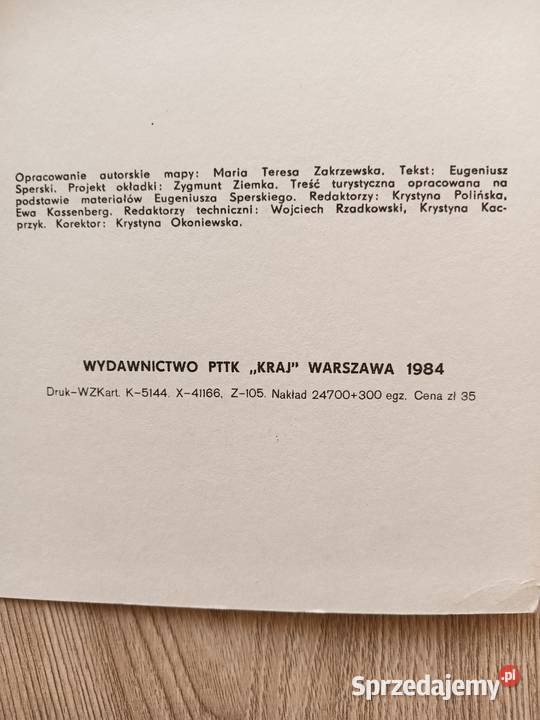 Opracowanie autorskie mapy: Maria Teresa Zakrzewska. Tekst: Eugeniusz
Sperski. Projekt okładki: Zygmunt Ziemka. Treść turystyczna opracowana na
podstawie materiałów Eugeniusza Sperskiego. Redaktorzy: Krystyna Polińska,
Ewa Kassenberg. Redaktorzy techniczni: Wojciech Rzadkowski, Krystyna Kac-
przyk. Korektor: Krystyna Okoniewska.
WYDAWNICTWO PTTK „KRAJ" WARSZAWA 1984
Druk-WZKart. K-5144. X-41166. Z-105. Nakład 24700+300 egz. Cena zł 35
Sprzedajemy.pl